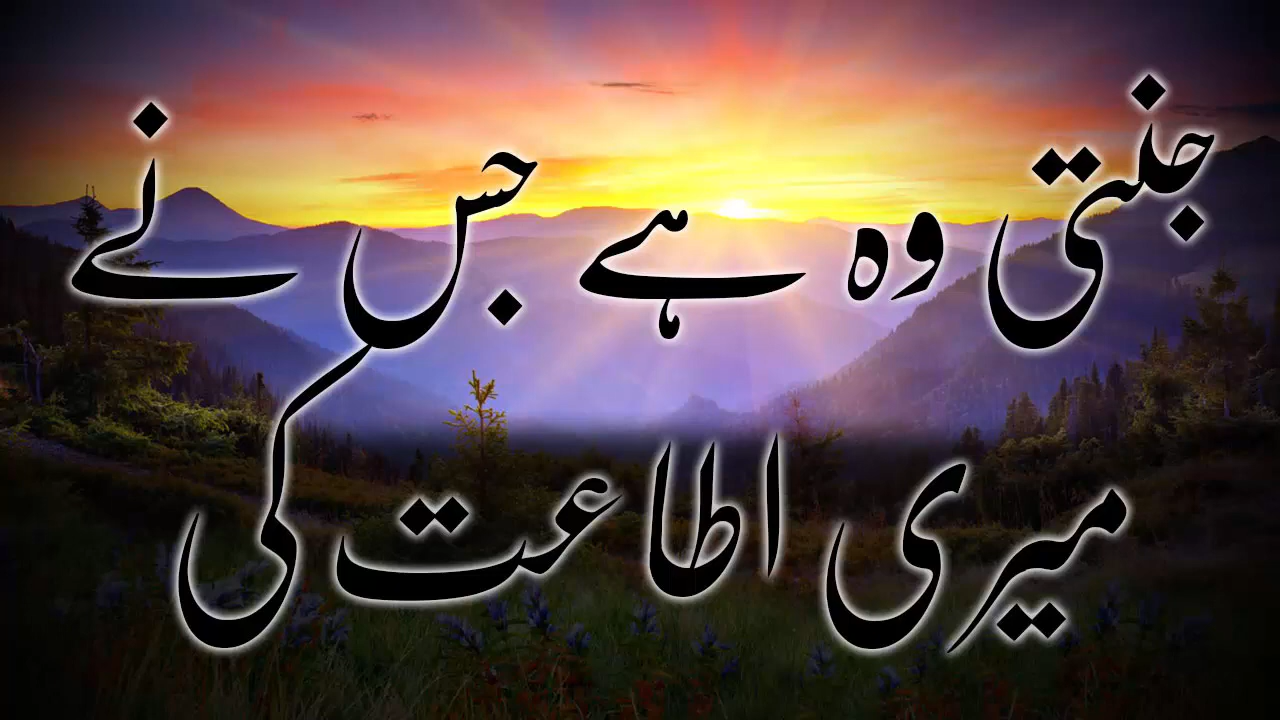 جنتی وہ ہے جس نے
میری اطاعت کی